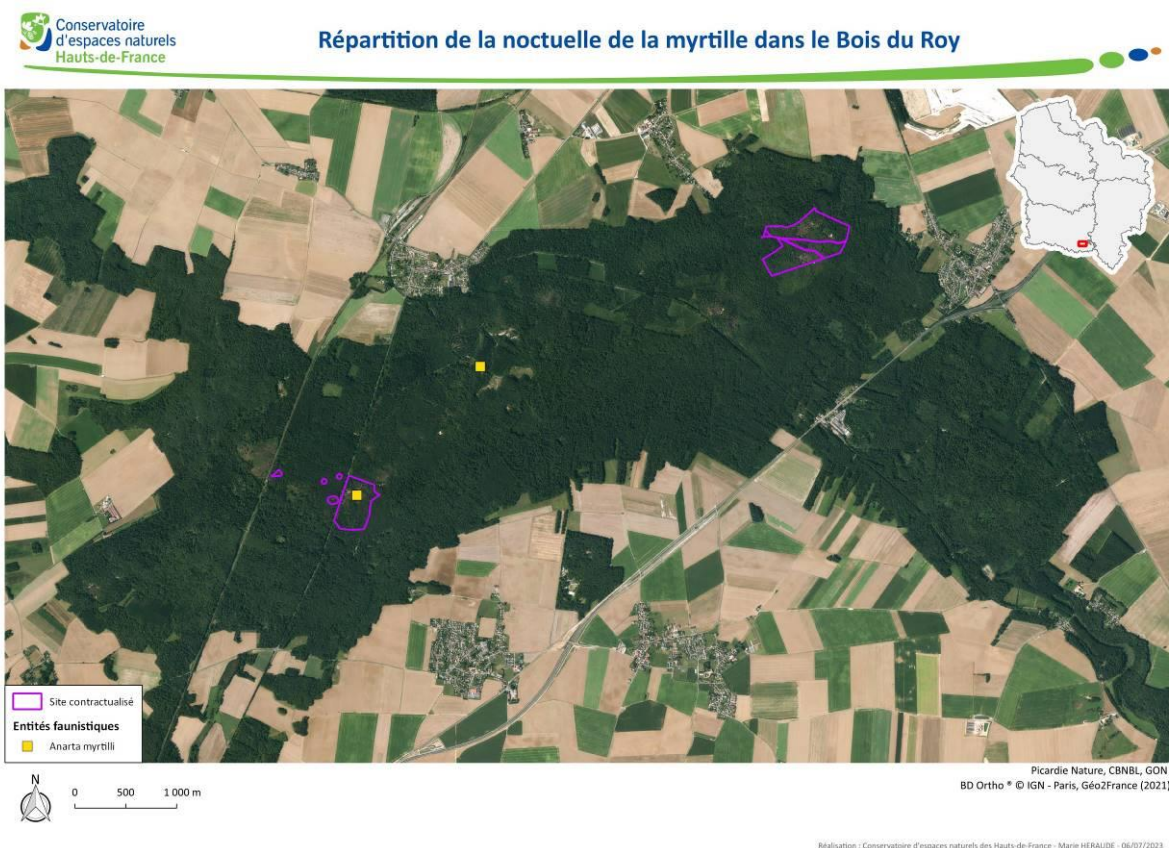 Conservatoire
d'espaces naturels
Hauts-de-France
Répartition de la noctuelle de la myrtille dans le Bois du Roy
Site contractualisé
Entités faunistiques
Anarta myrtilli
N
0 500 1 000 m
Picardie Nature, CBNBL, GON
BD Ortho ® © IGN - Paris, Géo2France (2021)
Réalisation : Conservatoire d'espaces naturels des Hauts-de-France - Marie HERAUDE - 06/07/2023